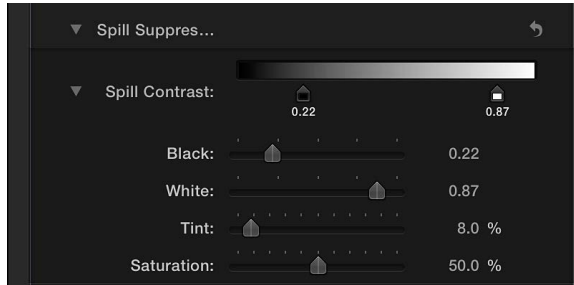 Spill Suppres...
Spill Contrast:
0.22 0.87
Black: 0.22
White: 0.87
Tint: 8.0 %
Saturation: 50.0 %